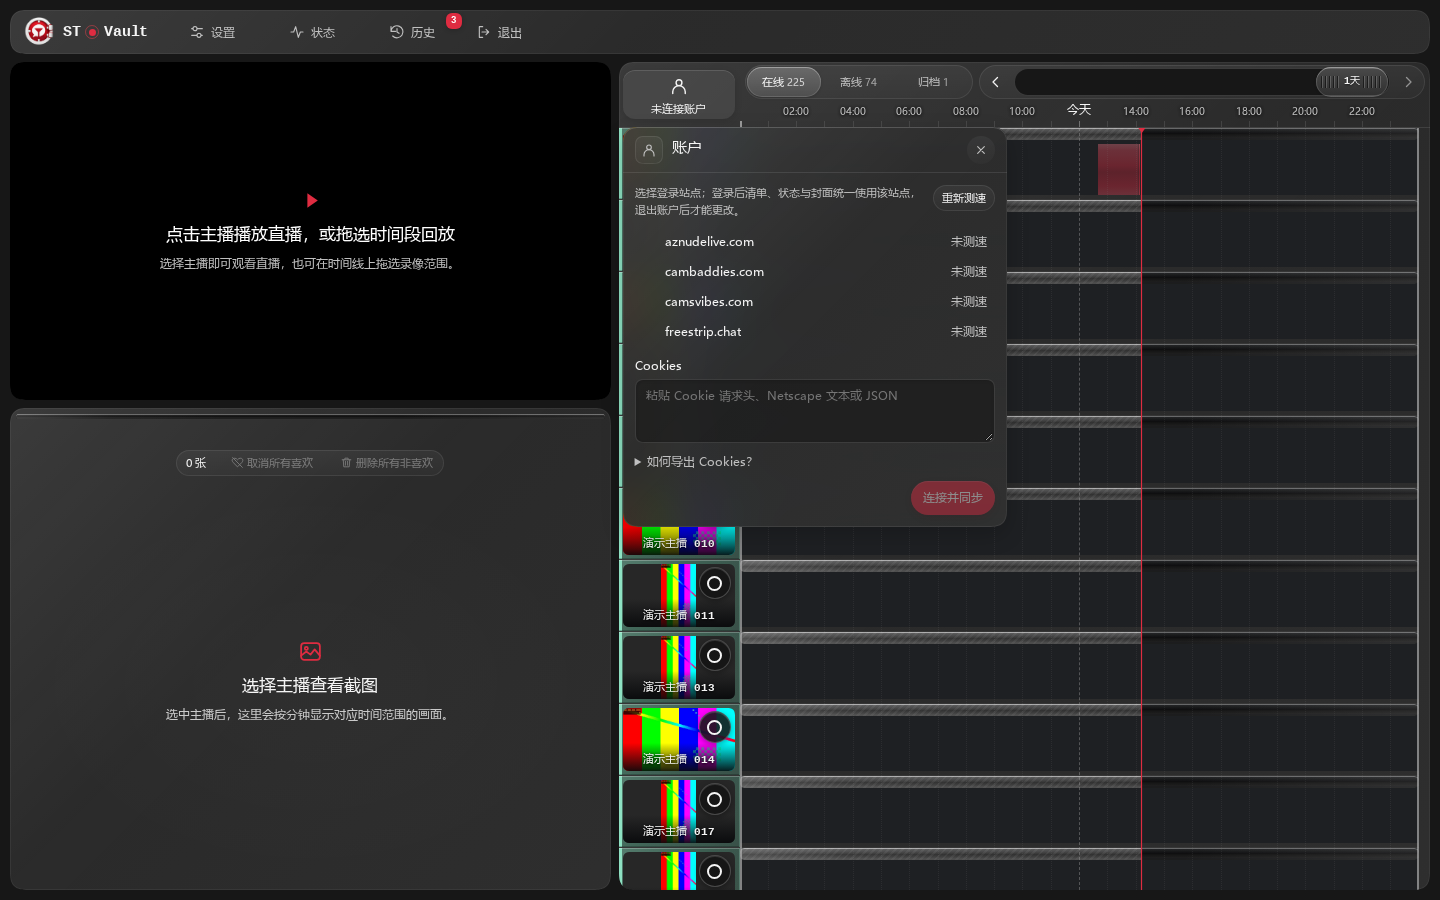 ST Vault
设置
状态
历史
3
退出
点击主播播放直播，或拖选时间段回放
选择主播即可观看直播，也可在时间线上拖选录像范围。
0 张
取消所有喜欢
删除所有非喜欢
选择主播查看截图
选中主播后，这里会按分钟显示对应时间范围的画面。
未连接账户
在线 225
离线 74
归档 1
1天
02:00
04:00
06:00
08:00
10:00
今天
14:00
16:00
18:00
20:00
22:00
账户
选择登录站点；登录后清单、状态与封面统一使用该站点，
退出账户后才能更改。
重新测速
aznudelive.com 未测速
cambaddies.com 未测速
camsvibes.com 未测速
freestrip.chat 未测速
Cookies
粘贴 Cookie 请求头、Netscape 文本或 JSON
如何导出 Cookies？
连接并同步
演示主播 010
演示主播 011
演示主播 013
演示主播 014
演示主播 017